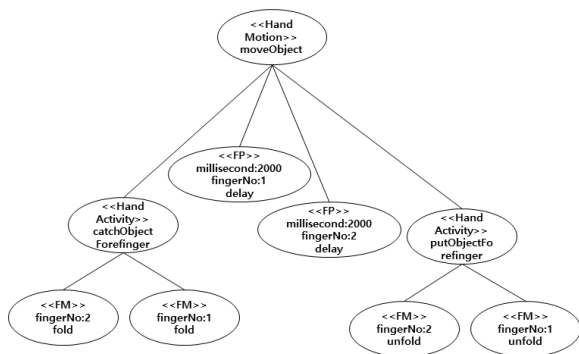 <<Hand
Motion>>
moveObject
<<FP>>
millisecond:2000
fingerNo:1
delay
<<Hand
Activity>>
catchObject
Forefinger
<<FP>>
millisecond:2000
fingerNo:2
delay
<<Hand
Activity>>
putObjectFo
refinger
<<FM>>
fingerNo:2
fold
<<FM>>
fingerNo:1
fold
<<FM>>
fingerNo:2
unfold
<<FM>>
fingerNo:1
unfold